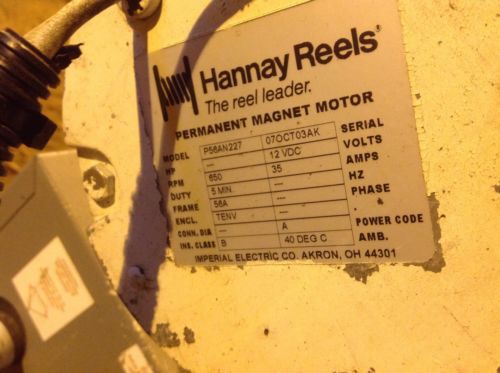 Hannay Reels®
The reel leader.
PERMANENT MAGNET MOTOR
MODEL P56AN227 07OCT03AK SERIAL
HP --- 12 VDC VOLTS
RPM 650 35 AMPS
DUTY 5 MIN. --- HZ
FRAME 56A --- PHASE
ENCL. TENV ---
CONN. DIA --- A POWER CODE
INS. CLASS B 40 DEG C AMB.
IMPERIAL ELECTRIC CO. AKRON, OH 44301